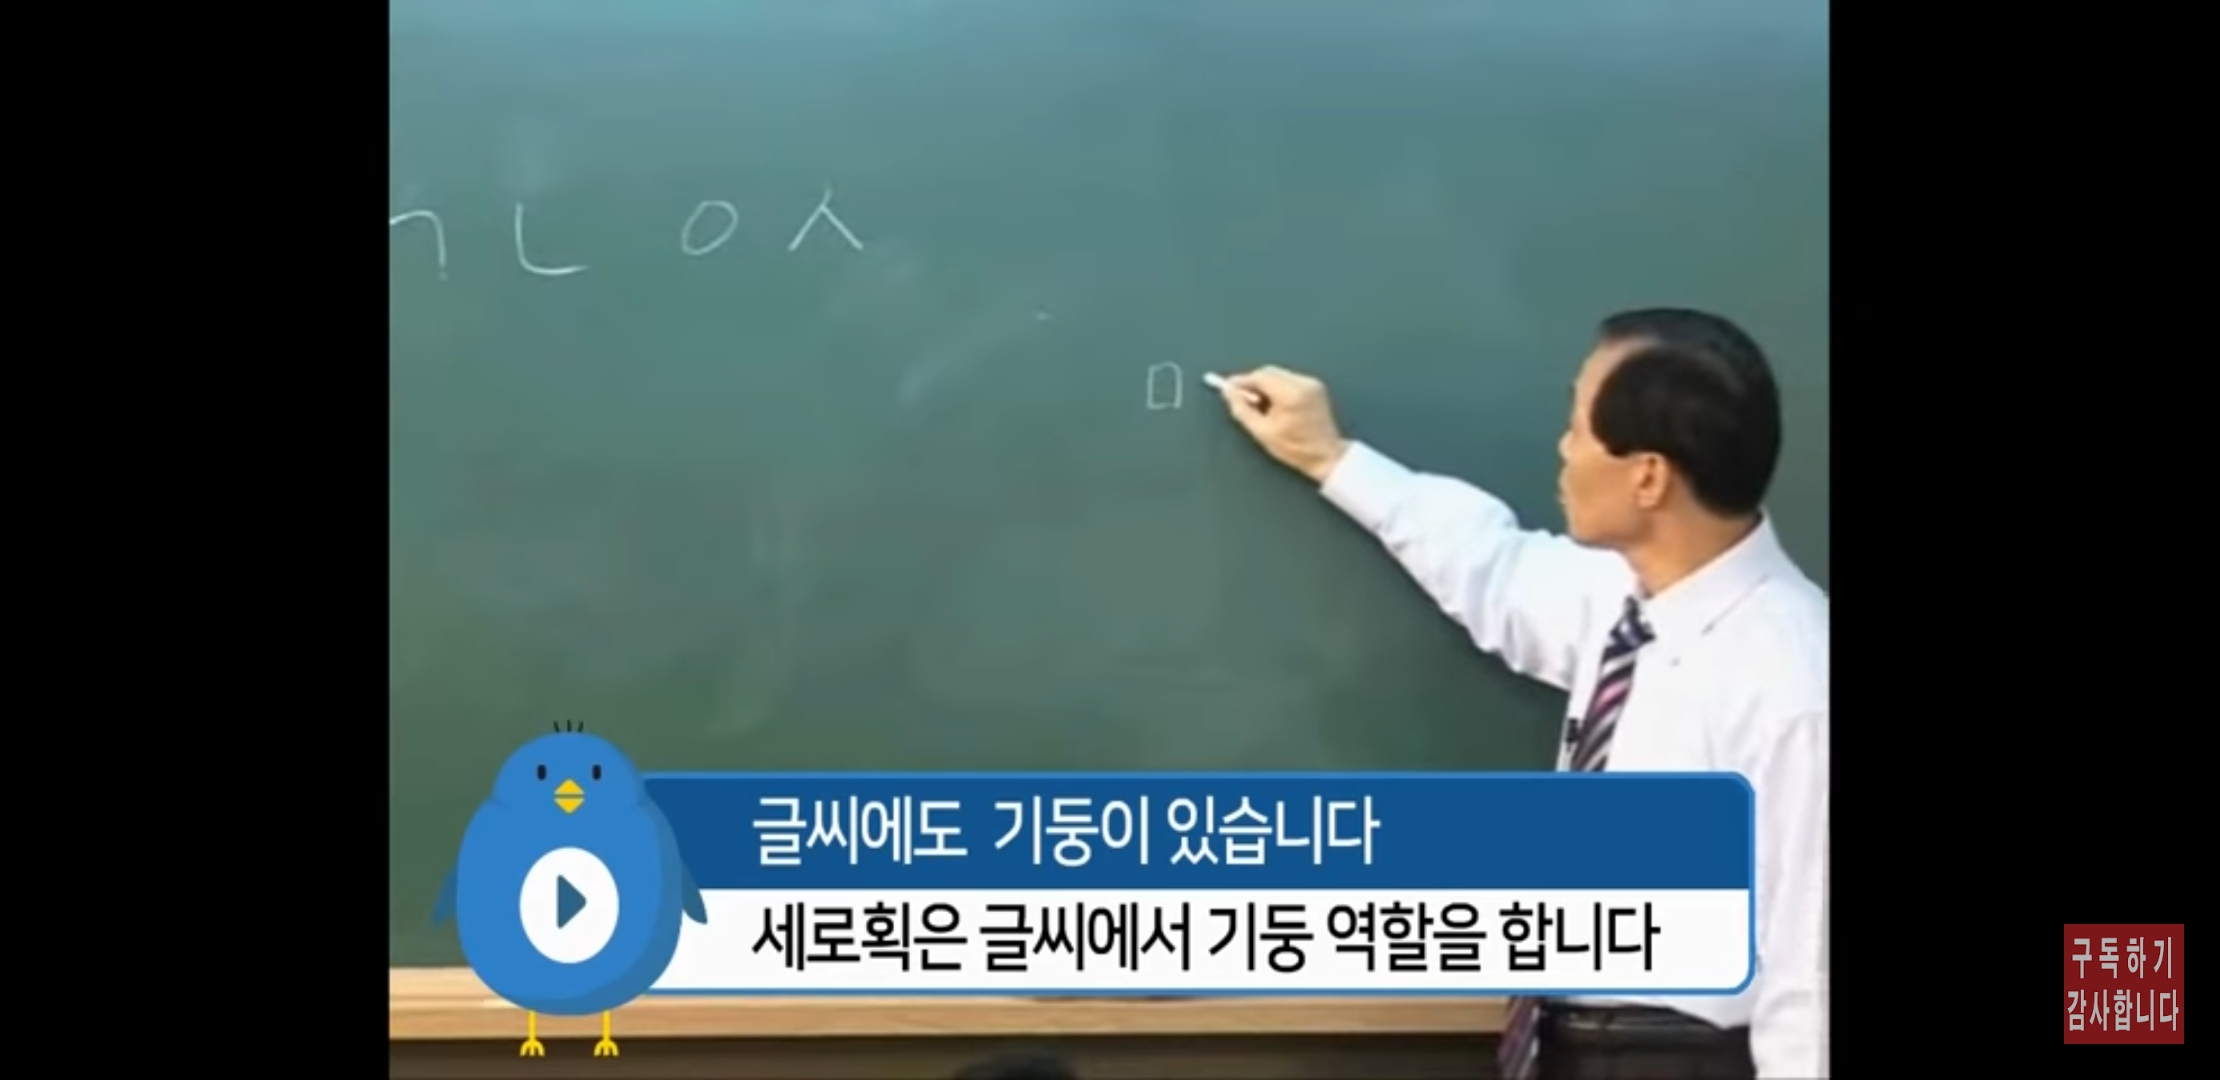 ㄱ ㄴ ㅇ ㅅ
ㅁ
글씨에도 기둥이 있습니다
세로획은 글씨에서 기둥 역할을 합니다
구독하기
감사합니다